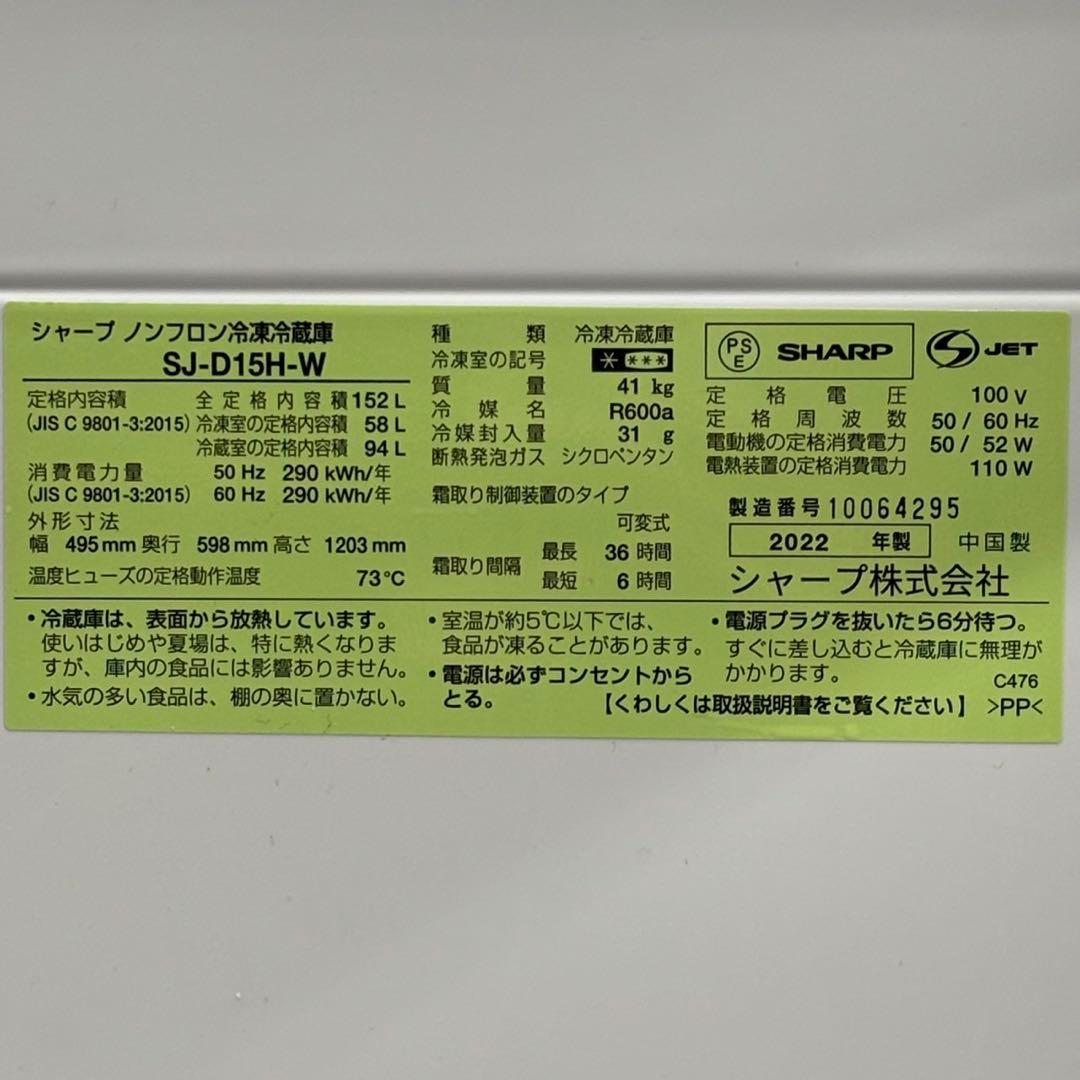 シャープ ノンフロン冷凍冷蔵庫
SJ-D15H-W
定格内容積 全定格内容積 152 L
(JIS C 9801-3:2015) 冷凍室の定格内容積 58 L
冷蔵室の定格内容積 94 L
消費電力量 50 Hz 290 kWh/年
(JIS C 9801-3:2015) 60 Hz 290 kWh/年
外形寸法
幅 495 mm 奥行 598 mm 高さ 1203 mm
温度ヒューズの定格動作温度 73℃
種類 冷凍冷蔵庫
冷凍室の記号 * ***
質量 41 kg
冷媒名 R600a
冷媒封入量 31 g
断熱発泡ガス シクロペンタン
霜取り制御装置のタイプ
可変式
霜取り間隔 最長 36 時間
最短 6 時間
PS
E
SHARP
S JET
定格電圧 100 V
定格周波数 50 / 60 Hz
電動機の定格消費電力 50 / 52 W
電熱装置の定格消費電力 110 W
製造番号 10064295
2022 年製 中国製
シャープ株式会社
・冷蔵庫は、表面から放熱しています。
使いはじめや夏場は、特に熱くなりま
すが、庫内の食品には影響ありません。
・水気の多い食品は、棚の奥に置かない。
・室温が約5℃以下では、
食品が凍ることがあります。
・電源は必ずコンセントから
とる。
・電源プラグを抜いたら6分待つ。
すぐに差し込むと冷蔵庫に無理が
かかります。
C476
【くわしくは取扱説明書をご覧ください】 >PP<